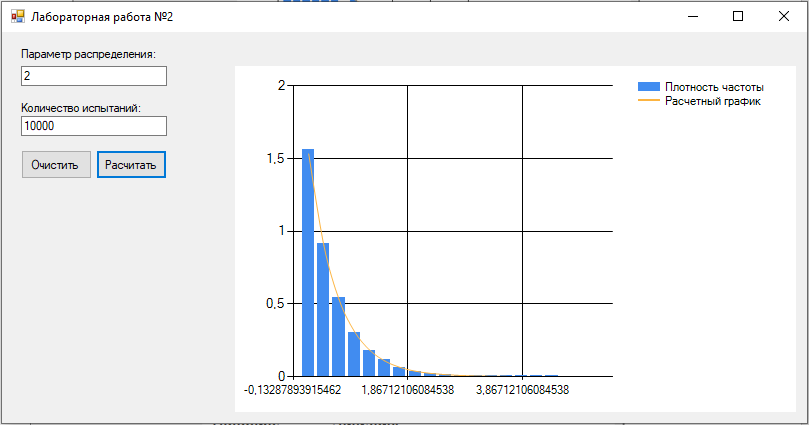 Лабораторная работа №2
Параметр распределения:
2
Количество испытаний:
10000
Очистить
Расчитать
2
1,5
1
0,5
0
-0,13287893915462
1,86712106084538
3,86712106084538
Плотность частоты
Расчетный график